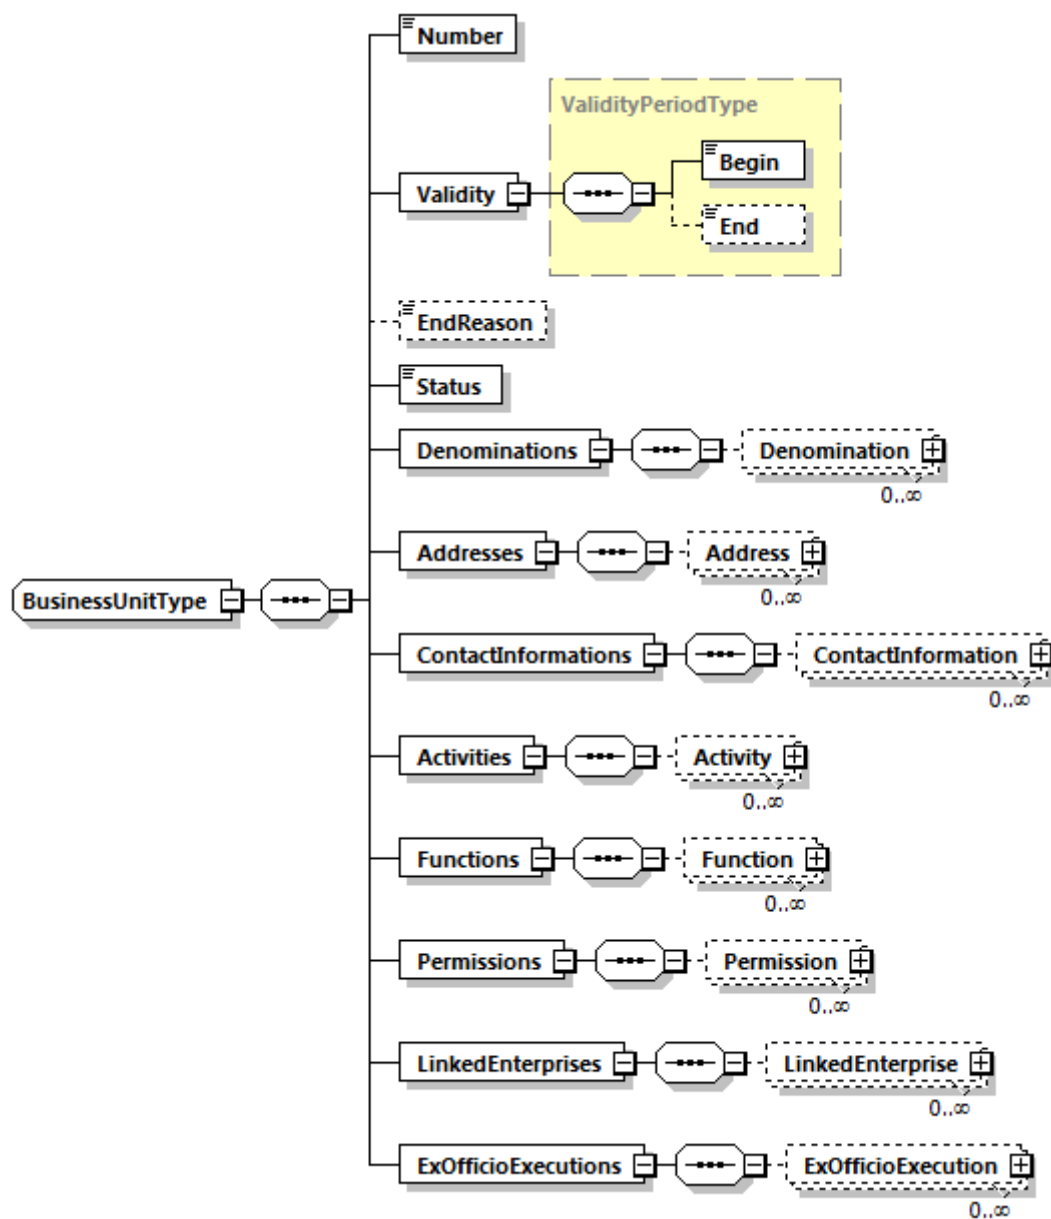 Number
ValidityPeriodType
Begin
Validity
End
EndReason
Status
Denominations
Denomination
0..∞
Addresses
Address
0..∞
BusinessUnitType
ContactInformations
ContactInformation
0..∞
Activities
Activity
0..∞
Functions
Function
0..∞
Permissions
Permission
0..∞
LinkedEnterprises
LinkedEnterprise
0..∞
ExOfficioExecutions
ExOfficioExecution
0..∞